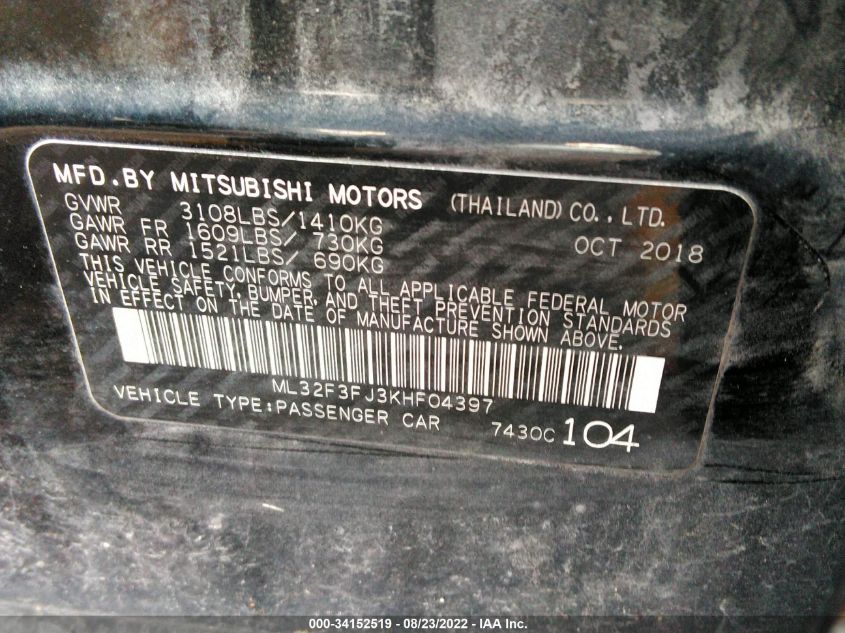 MFD.BY MITSUBISHI MOTORS (THAILAND) CO., LTD.
GVWR 3108LBS/1410KG
GAWR FR 1609LBS/ 730KG OCT 2018
GAWR RR 1521LBS/ 690KG
THIS VEHICLE CONFORMS TO ALL APPLICABLE FEDERAL MOTOR
VEHICLE SAFETY, BUMPER, AND THEFT PREVENTION STANDARDS
IN EFFECT ON THE DATE OF MANUFACTURE SHOWN ABOVE.
ML32F3FJ3KHF04397
VEHICLE TYPE:PASSENGER CAR 7430C 104
000-34152519 - 08/23/2022 - IAA Inc.